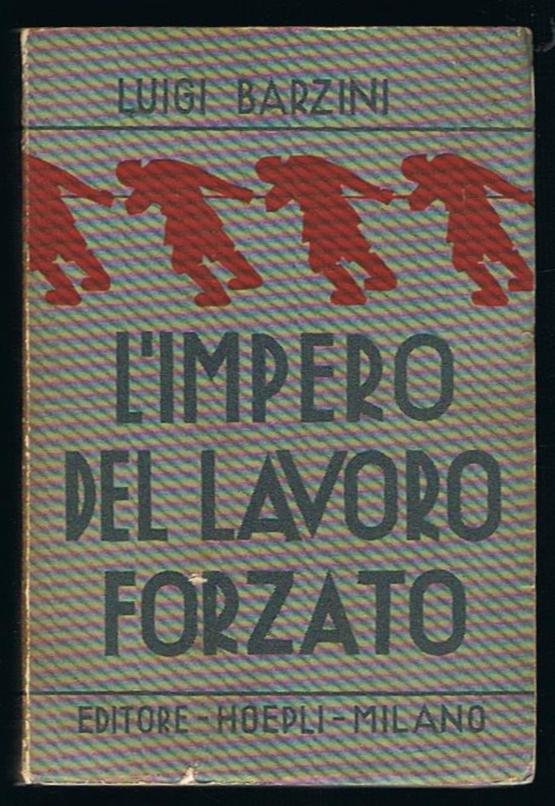 LUIGI BARZINI
L'IMPERO
DEL LAVORO
FORZATO
EDITORE - HOEPLI - MILANO